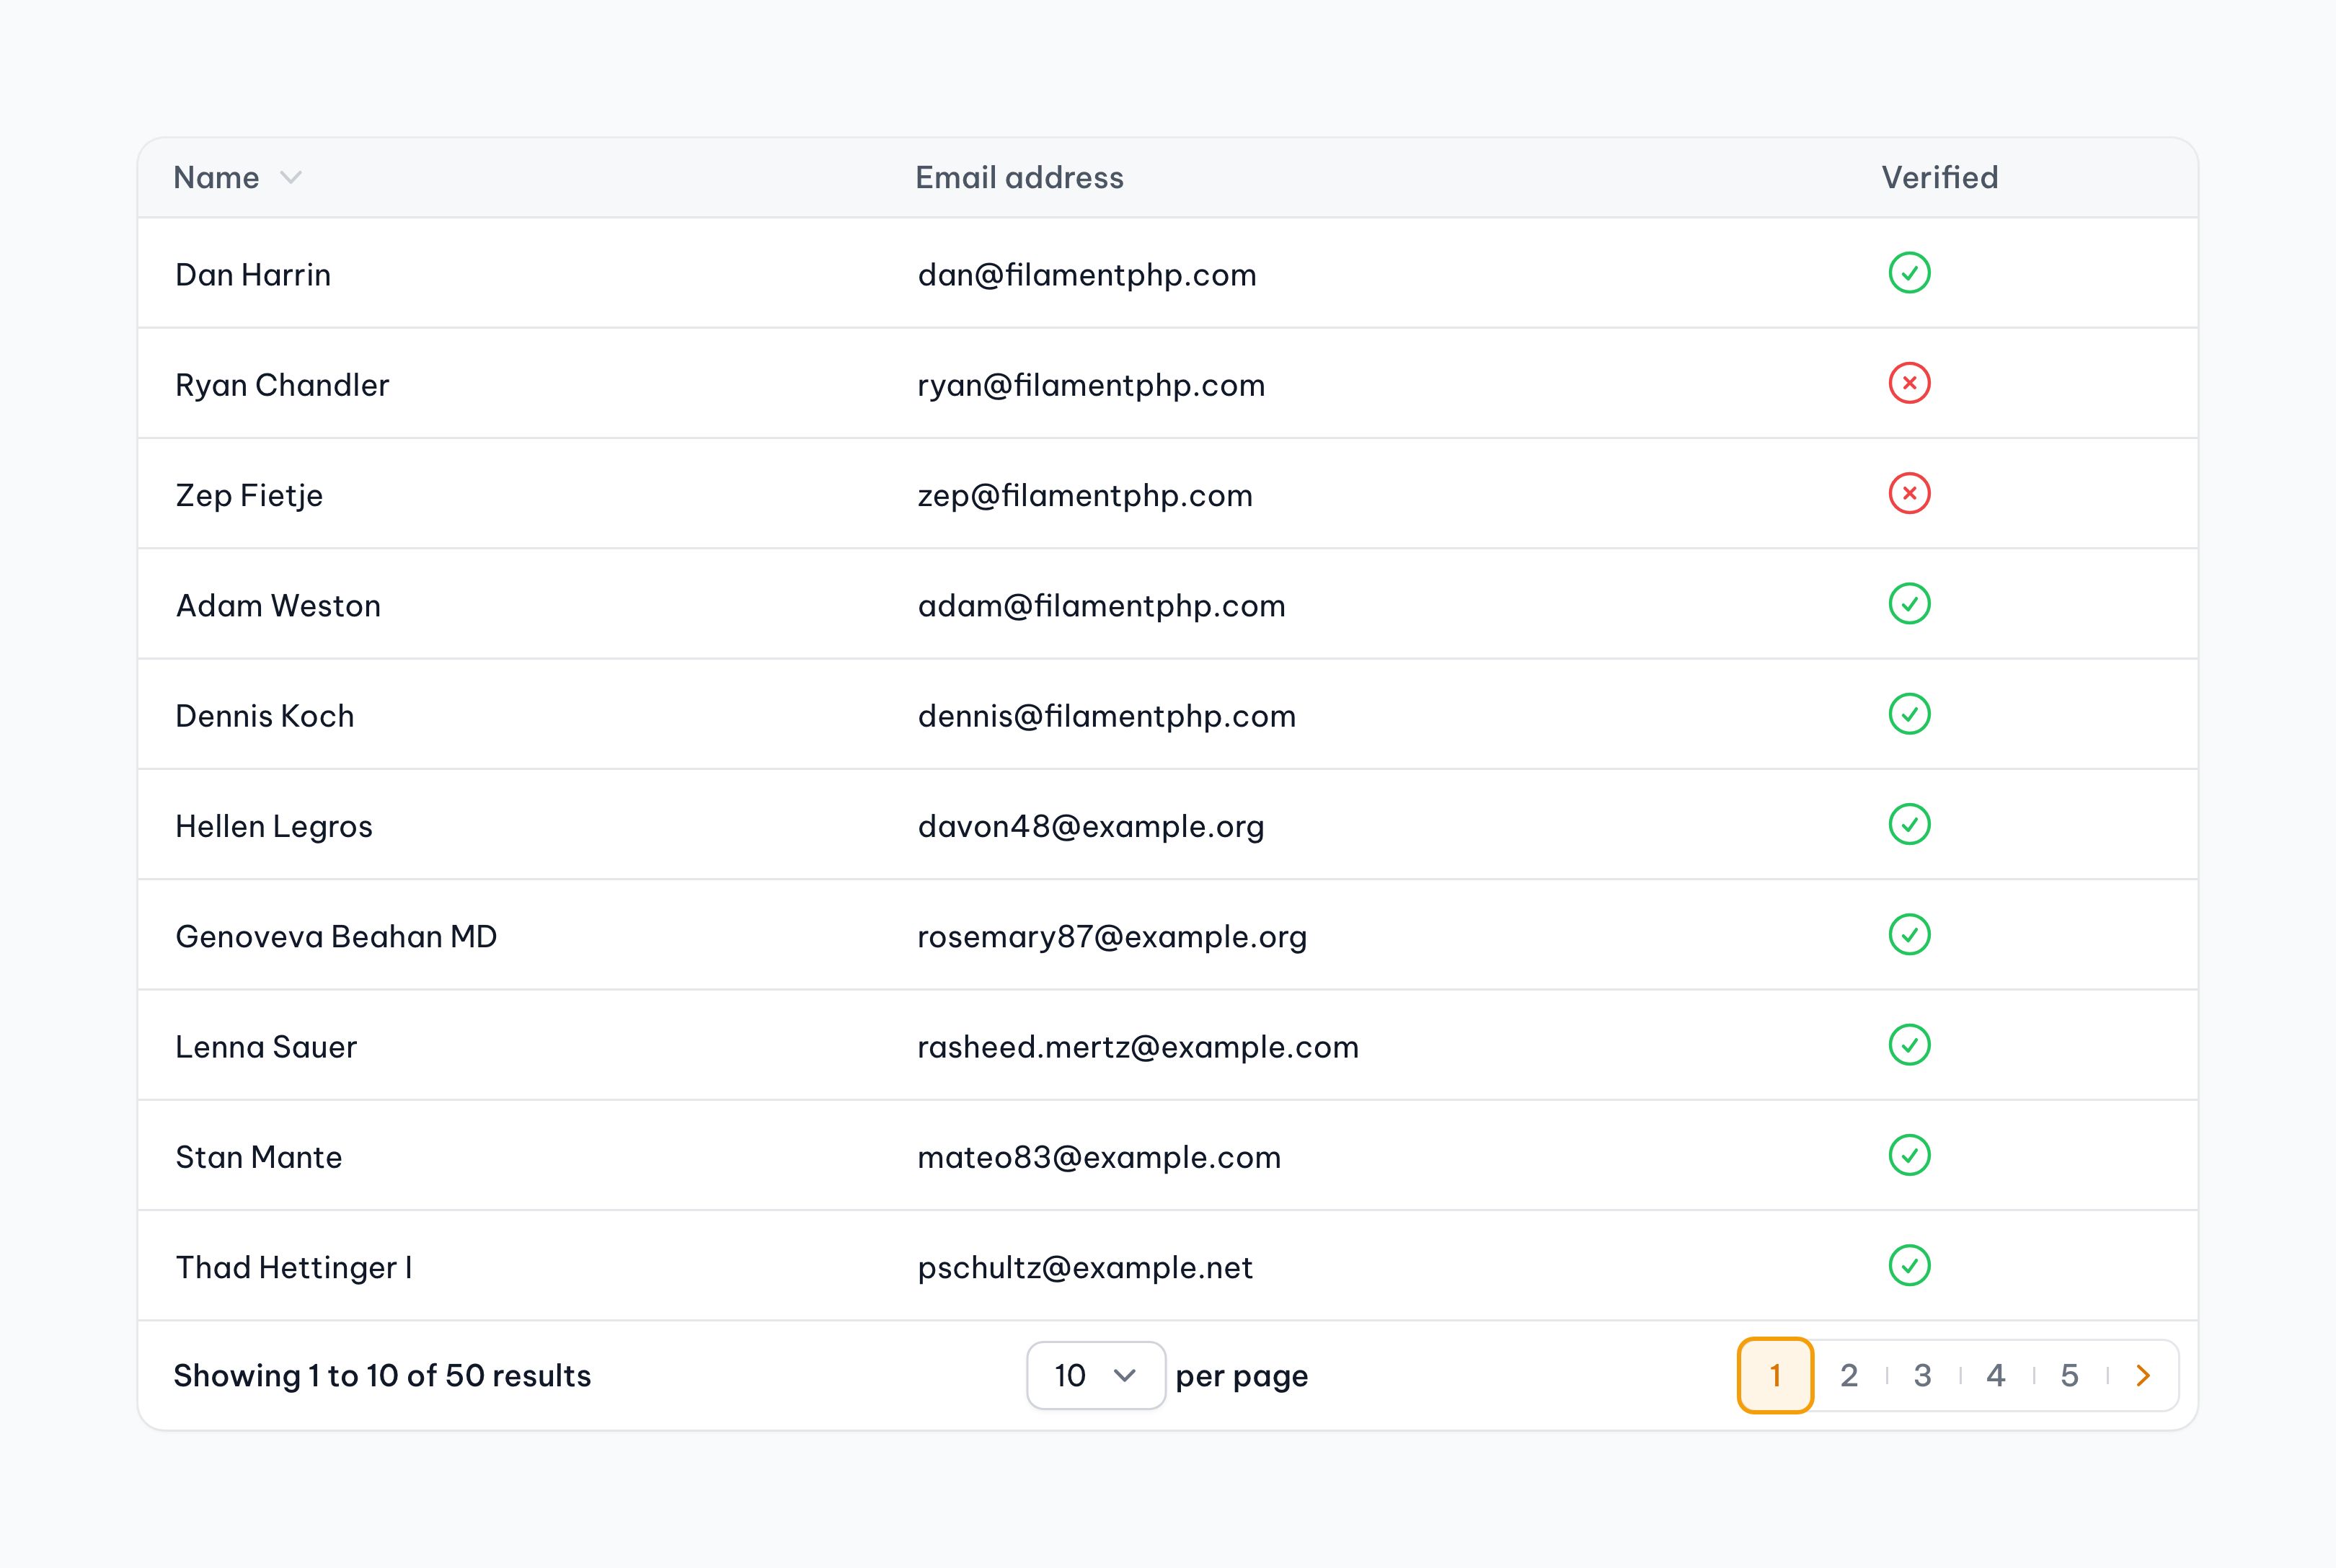 Name Email address Verified
Dan Harrin dan@filamentphp.com
Ryan Chandler ryan@filamentphp.com
Zep Fietje zep@filamentphp.com
Adam Weston adam@filamentphp.com
Dennis Koch dennis@filamentphp.com
Hellen Legros davon48@example.org
Genoveva Beahan MD rosemary87@example.org
Lenna Sauer rasheed.mertz@example.com
Stan Mante mateo83@example.com
Thad Hettinger I pschultz@example.net
Showing 1 to 10 of 50 results 10 per page 1 2 3 4 5